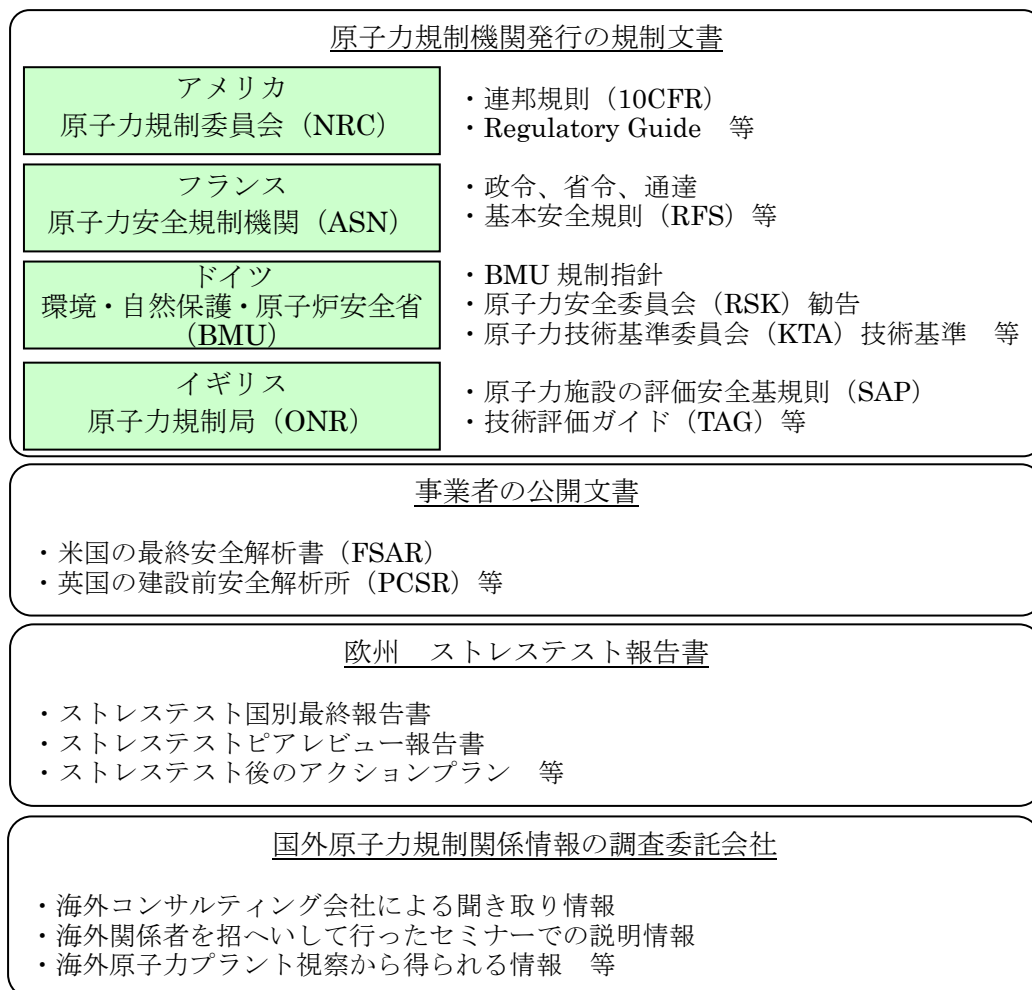 原子力規制機関発行の規制文書
アメリカ
原子力規制委員会（NRC）
・連邦規則（10CFR）
・Regulatory Guide　等
フランス
原子力安全規制機関（ASN）
・政令、省令、通達
・基本安全規則（RFS）等
ドイツ
環境・自然保護・原子炉安全省
（BMU）
・BMU 規制指針
・原子力安全委員会（RSK）勧告
・原子力技術基準委員会（KTA）技術基準　等
イギリス
原子力規制局（ONR）
・原子力施設の評価安全基規則（SAP）
・技術評価ガイド（TAG）等
事業者の公開文書
・米国の最終安全解析書（FSAR）
・英国の建設前安全解析所（PCSR）等
欧州　ストレステスト報告書
・ストレステスト国別最終報告書
・ストレステストピアレビュー報告書
・ストレステスト後のアクションプラン　等
国外原子力規制関係情報の調査委託会社
・海外コンサルティング会社による聞き取り情報
・海外関係者を招へいして行ったセミナーでの説明情報
・海外原子力プラント視察から得られる情報　等